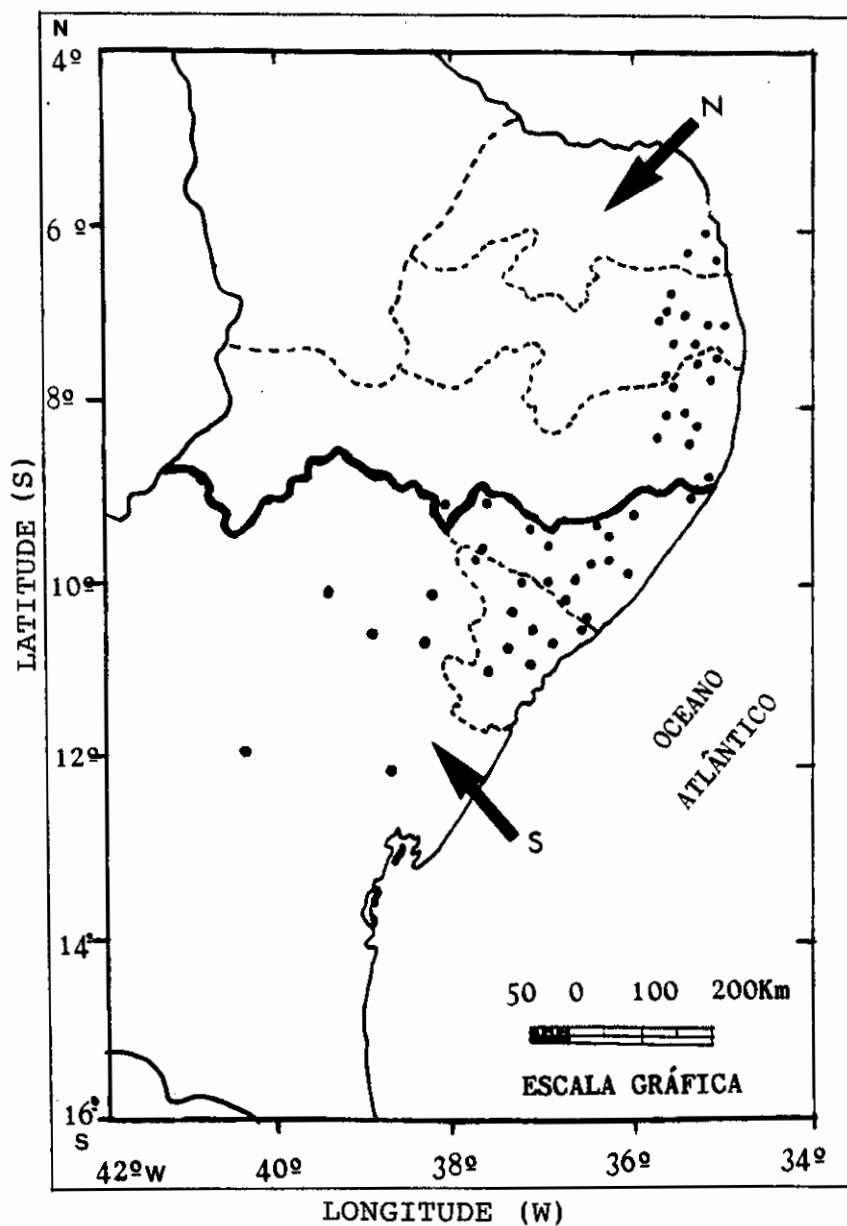 N
4º
6º
8º
10º
12º
14º
16º
S
LATITUDE (S)
N
S
OCEANO
ATLÂNTICO
50 0 100 200Km
ESCALA GRÁFICA
42ºW 40º 38º 36º 34º
LONGITUDE (W)